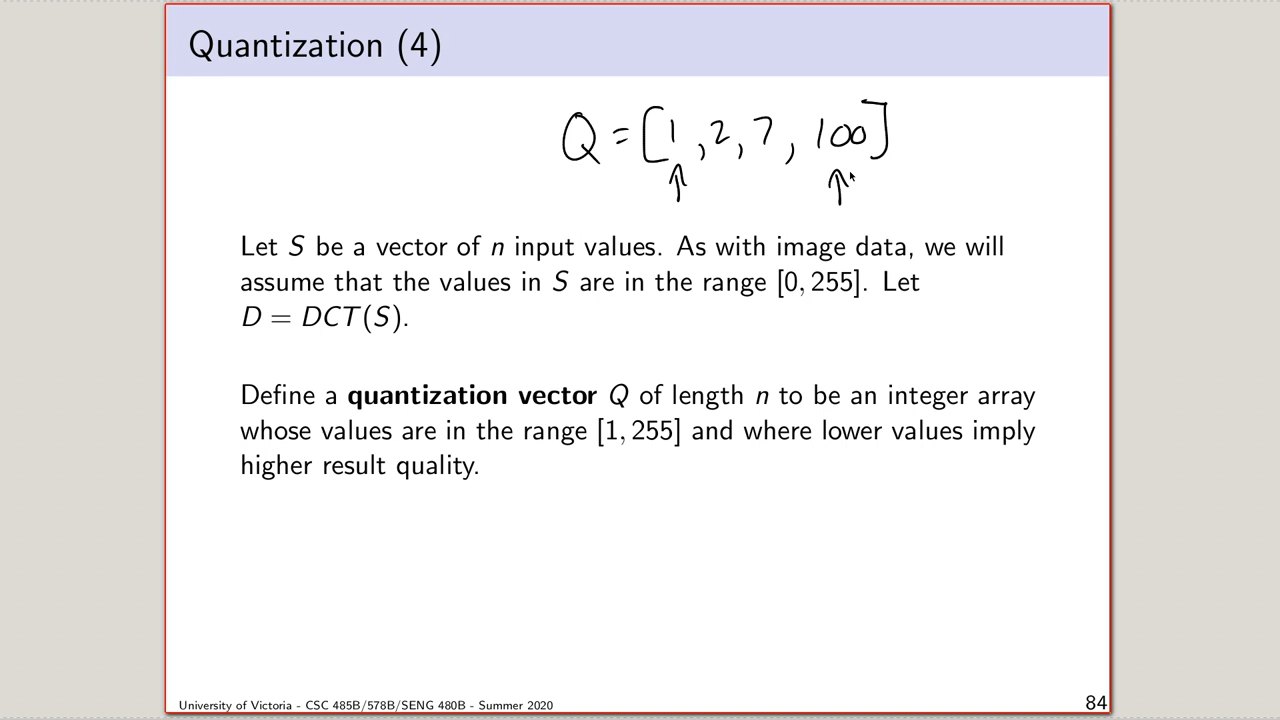 Quantization (4)
Q = [1, 2, 7, 100]
Let S be a vector of n input values. As with image data, we will
assume that the values in S are in the range [0, 255]. Let
D = DCT(S).
Define a quantization vector Q of length n to be an integer array
whose values are in the range [1, 255] and where lower values imply
higher result quality.
University of Victoria - CSC 485B/578B/SENG 480B - Summer 2020
84